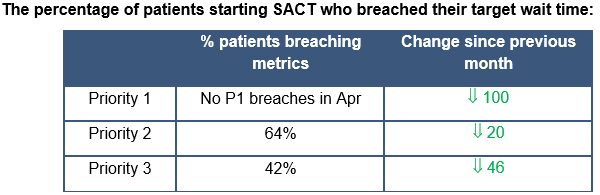 The percentage of patients starting SACT who breached their target wait time:
% patients breaching metrics
Change since previous month
Priority 1 No P1 breaches in Apr ⇓100
Priority 2 64% ⇓20
Priority 3 42% ⇓46